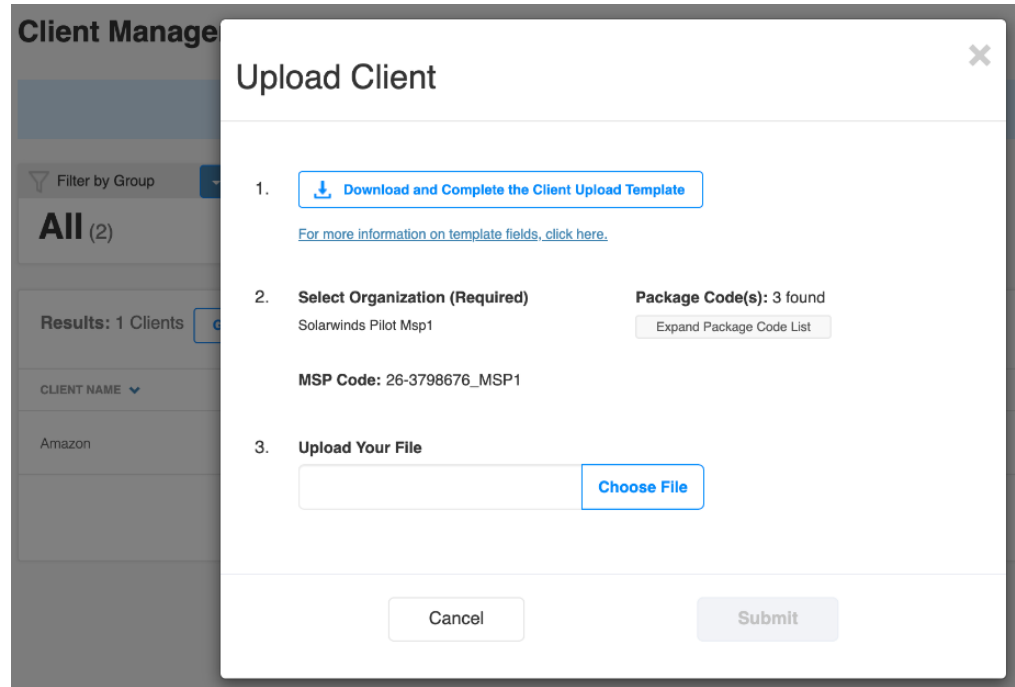 Client Manage
Upload Client
×
Filter by Group
All (2)
1. Download and Complete the Client Upload Template
For more information on template fields, click here.
2. Select Organization (Required)
Solarwinds Pilot Msp1
Package Code(s): 3 found
Expand Package Code List
MSP Code: 26-3798676_MSP1
Results: 1 Clients
CLIENT NAME
Amazon
3. Upload Your File
Choose File
Cancel
Submit